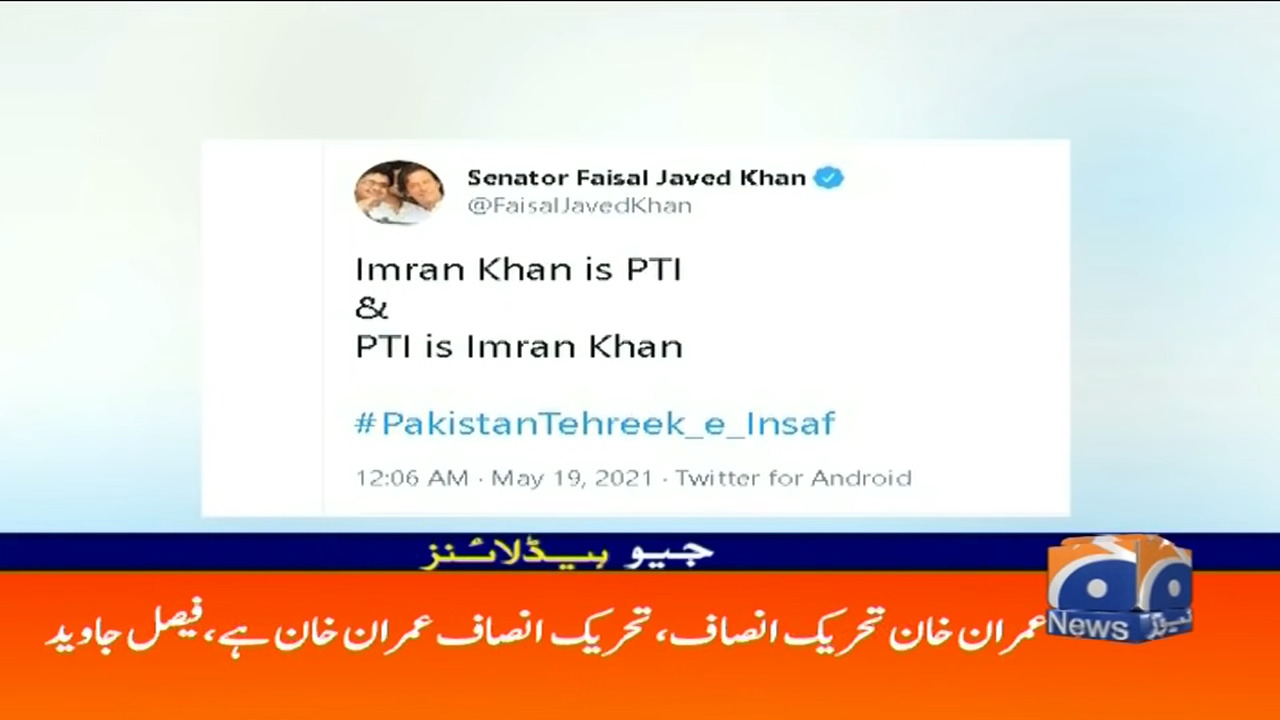 Senator Faisal Javed Khan
@FaisalJavedKhan
Imran Khan is PTI
&
PTI is Imran Khan
#PakistanTehreek_e_Insaf
12:06 AM · May 19, 2021 · Twitter for Android
جیو ہیڈلائنز
عمران خان تحریک انصاف، تحریک انصاف عمران خان ہے، فیصل جاوید
News نیوز